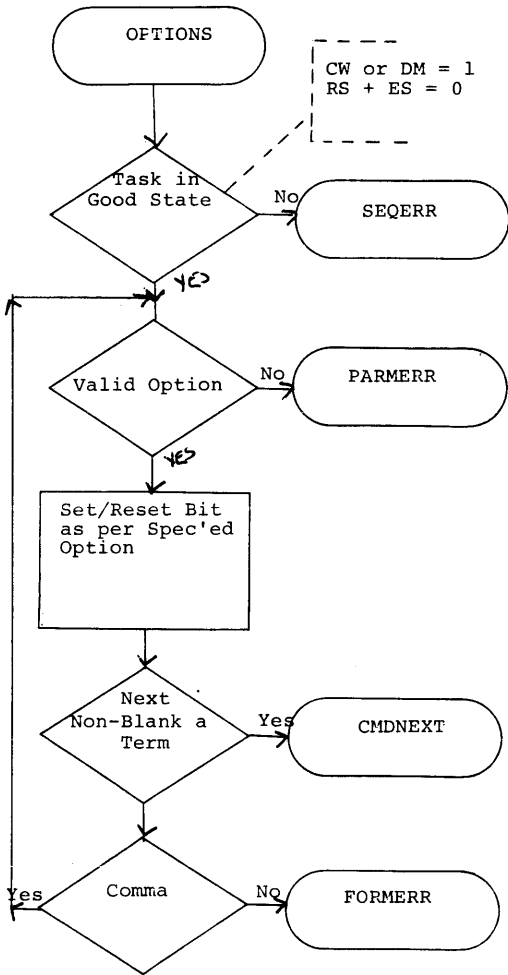 OPTIONS
CW or DM = 1
RS + ES = 0
Task in
Good State
No
SEQERR
YES
Valid Option
No
PARMERR
YES
Set/Reset Bit
as per Spec'ed
Option
Next
Non-Blank a
Term
Yes
CMDNEXT
Yes
Comma
No
FORMERR